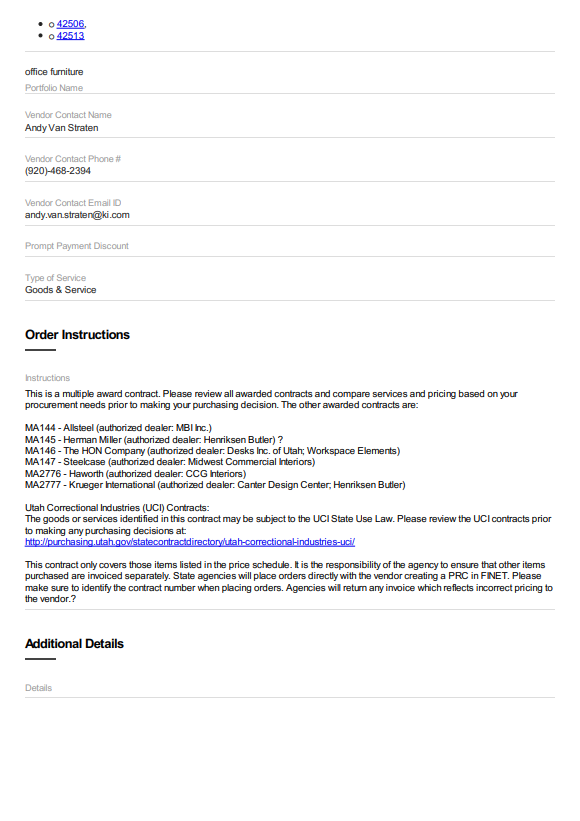 42506,
42513
office furniture
Portfolio Name
Vendor Contact Name
Andy Van Straten
Vendor Contact Phone #
(920)-468-2394
Vendor Contact Email ID
andy.van.straten@ki.com
Prompt Payment Discount
Type of Service
Goods & Service
Order Instructions
Instructions
This is a multiple award contract. Please review all awarded contracts and compare services and pricing based on your
procurement needs prior to making your purchasing decision. The other awarded contracts are:
MA144 - Allsteel (authorized dealer: MBI Inc.)
MA145 - Herman Miller (authorized dealer: Henriksen Butler) ?
MA146 - The HON Company (authorized dealer: Desks Inc. of Utah; Workspace Elements)
MA147 - Steelcase (authorized dealer: Midwest Commercial Interiors)
MA2776 - Haworth (authorized dealer: CCG Interiors)
MA2777 - Krueger International (authorized dealer: Canter Design Center; Henriksen Butler)
Utah Correctional Industries (UCI) Contracts:
The goods or services identified in this contract may be subject to the UCI State Use Law. Please review the UCI contracts prior
to making any purchasing decisions at:
http://purchasing.utah.gov/statecontractdirectory/utah-correctional-industries-uci/
This contract only covers those items listed in the price schedule. It is the responsibility of the agency to ensure that other items
purchased are invoiced separately. State agencies will place orders directly with the vendor creating a PRC in FINET. Please
make sure to identify the contract number when placing orders. Agencies will return any invoice which reflects incorrect pricing to
the vendor.?
Additional Details
Details